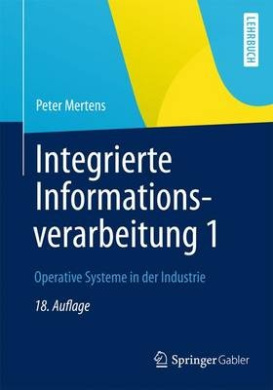 LEHRBUCH
Peter Mertens
Integrierte
Informations-
verarbeitung 1
Operative Systeme in der Industrie
18. Auflage
Springer Gabler